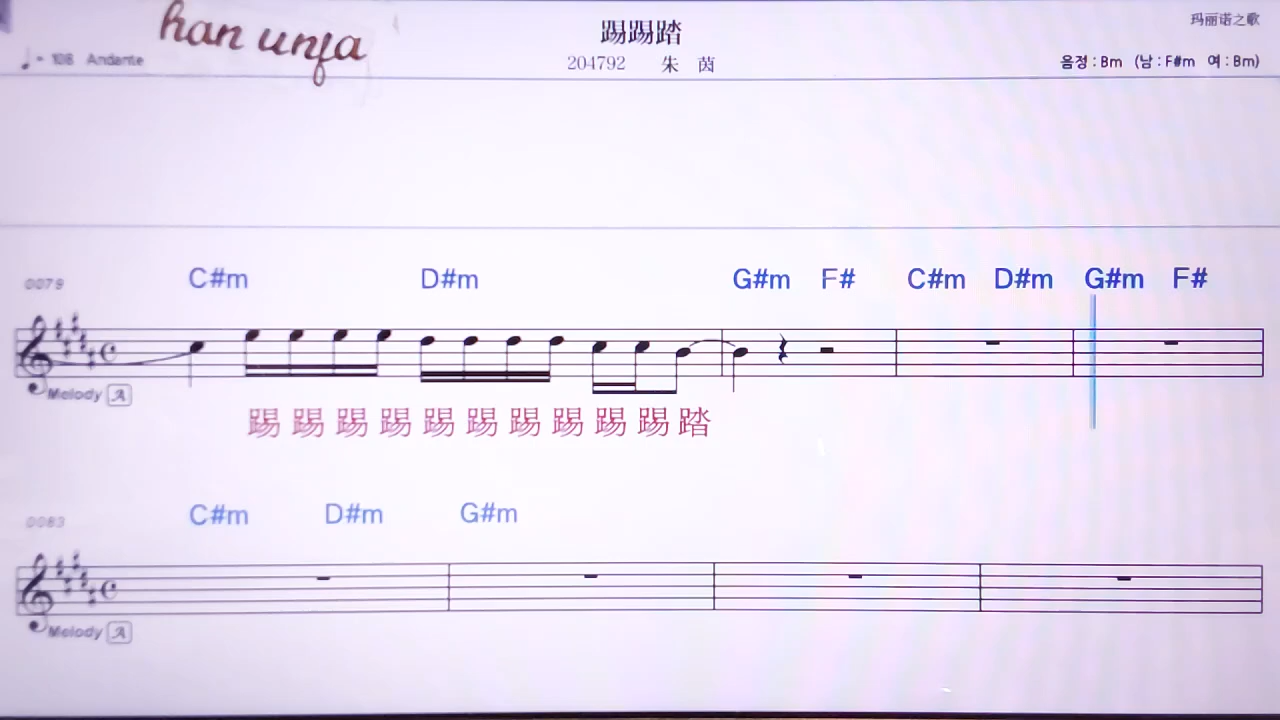 han unja
踢踢踏
玛丽诺之歌
♩= 108 Andante
204792 朱 茵
음정 : Bm (남 : F#m 여 : Bm)
0079
C#m D#m G#m F# C#m D#m G#m F#
Melody A
踢 踢 踢 踢 踢 踢 踢 踢 踢 踢 踏
0083
C#m D#m G#m
Melody A